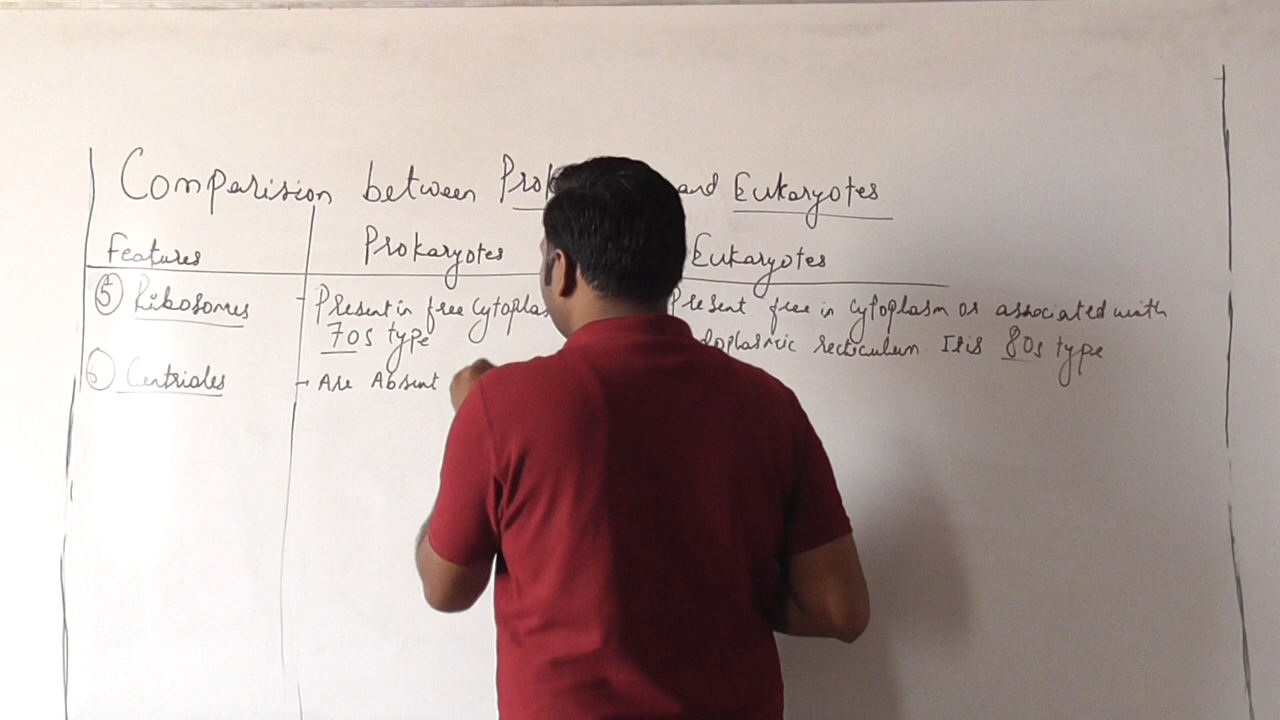 Comparision between Prok and Eukaryotes
Features Prokaryotes Eukaryotes
⑤ Ribosomes - Present in free cytoplas Present free in cytoplasm or associated with
70s type doplasmic recticulum It is 80s type
⑥ Centrioles - Are Absent